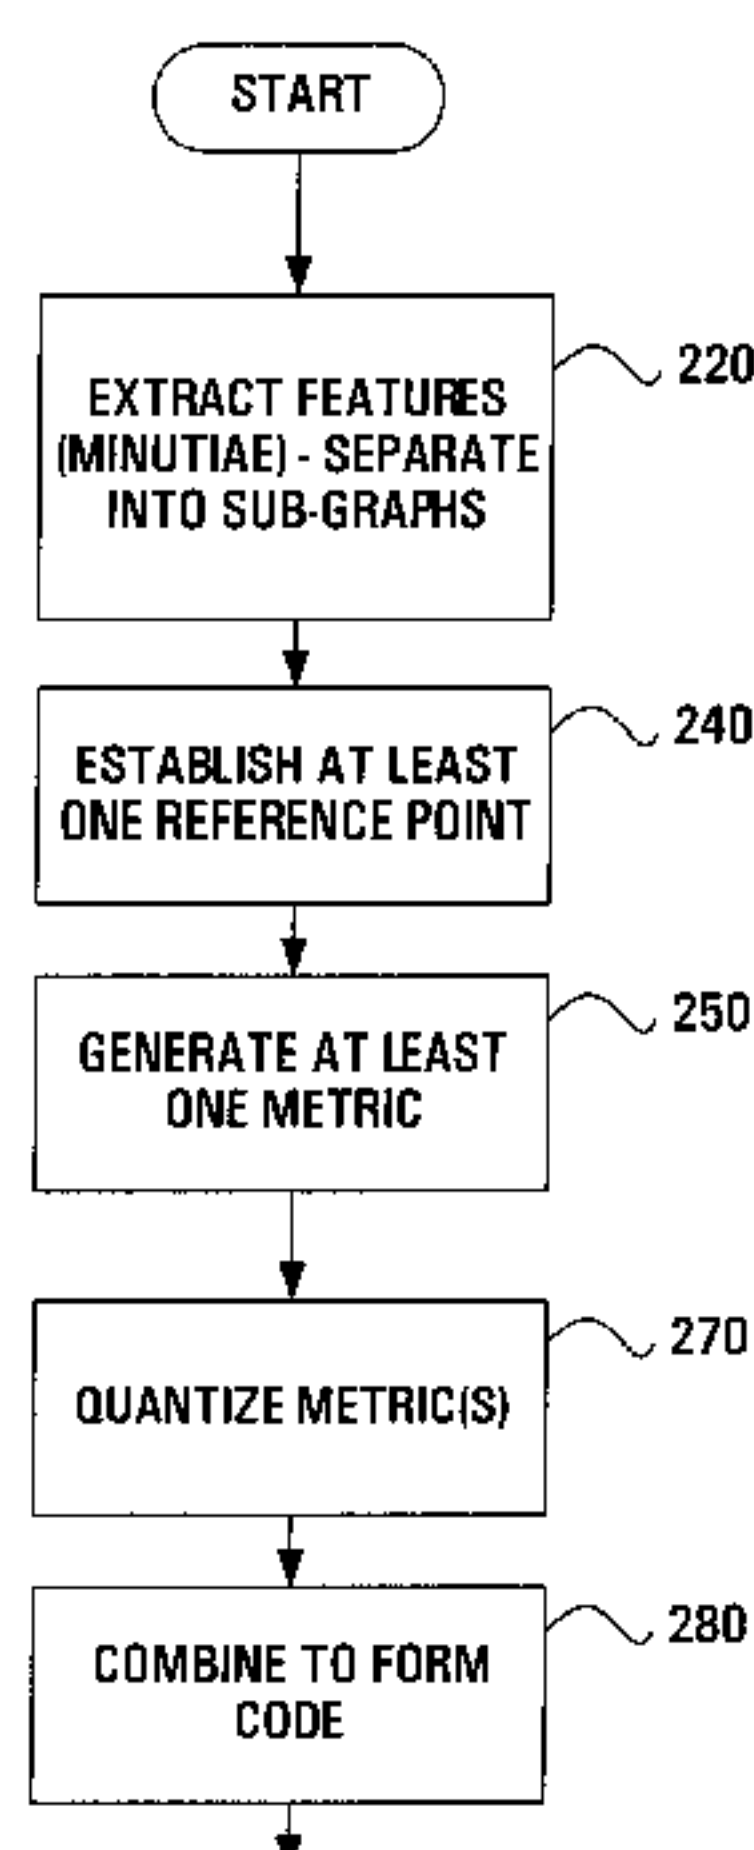 START
220
EXTRACT FEATURES
(MINUTIAE) - SEPARATE
INTO SUB-GRAPHS
240
ESTABLISH AT LEAST
ONE REFERENCE POINT
250
GENERATE AT LEAST
ONE METRIC
270
QUANTIZE METRIC(S)
280
COMBINE TO FORM
CODE